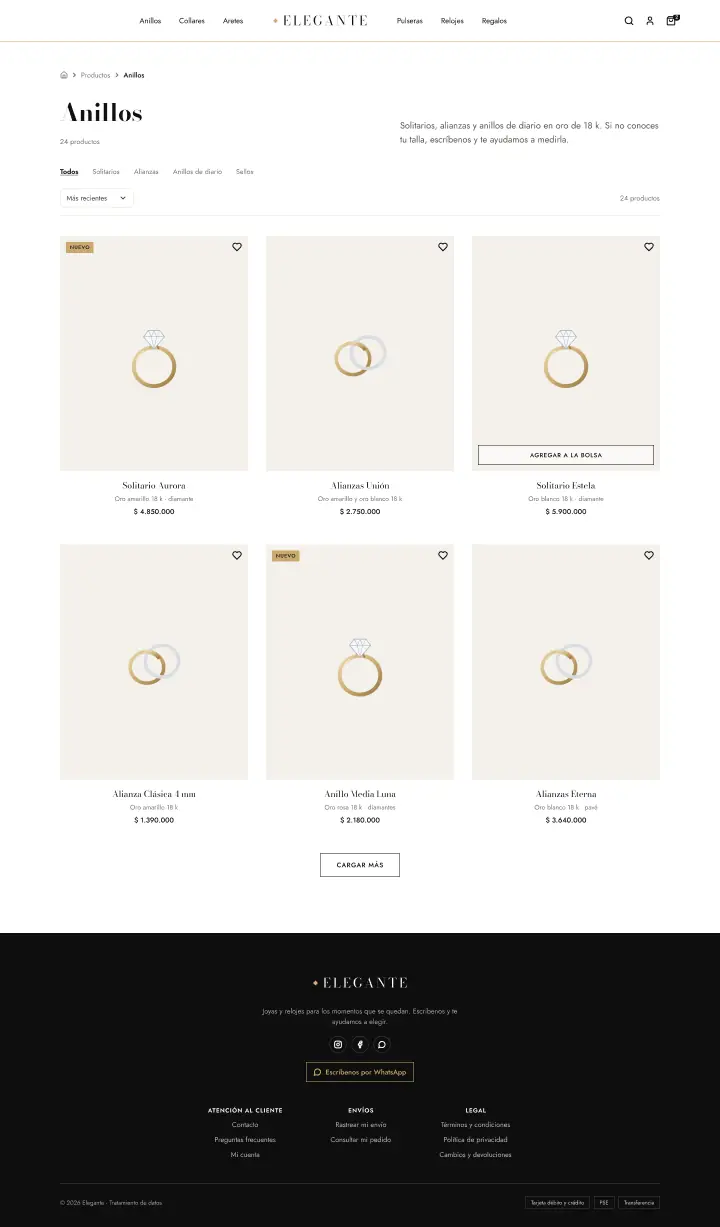 Anillos Collares Aretes ELEGANTE Pulseras Relojes Regalos
Productos Anillos
Anillos
24 productos
Solitarios, alianzas y anillos de diario en oro de 18 k. Si no conoces
tu talla, escríbenos y te ayudamos a medirla.
Todos Solitarios Alianzas Anillos de diario Sellos
Más recientes
24 productos
NUEVO
AGREGAR A LA BOLSA
Solitario Aurora
Oro amarillo 18 k · diamante
$ 4.850.000
Alianzas Unión
Oro amarillo y oro blanco 18 k
$ 2.750.000
Solitario Estela
Oro blanco 18 k · diamante
$ 5.900.000
NUEVO
Alianza Clásica 4 mm
Oro amarillo 18 k
$ 1.390.000
Anillo Media Luna
Oro rosa 18 k · diamantes
$ 2.180.000
Alianzas Eterna
Oro blanco 18 k · pavé
$ 3.640.000
CARGAR MÁS
ELEGANTE
Joyas y relojes para los momentos que se quedan. Escríbenos y te
ayudamos a elegir.
Escríbenos por WhatsApp
ATENCIÓN AL CLIENTE
Contacto
Preguntas frecuentes
Mi cuenta
ENVÍOS
Rastrear mi envío
Consultar mi pedido
LEGAL
Términos y condiciones
Política de privacidad
Cambios y devoluciones
© 2026 Elegante · Tratamiento de datos
Tarjeta débito y crédito PSE Transferencia